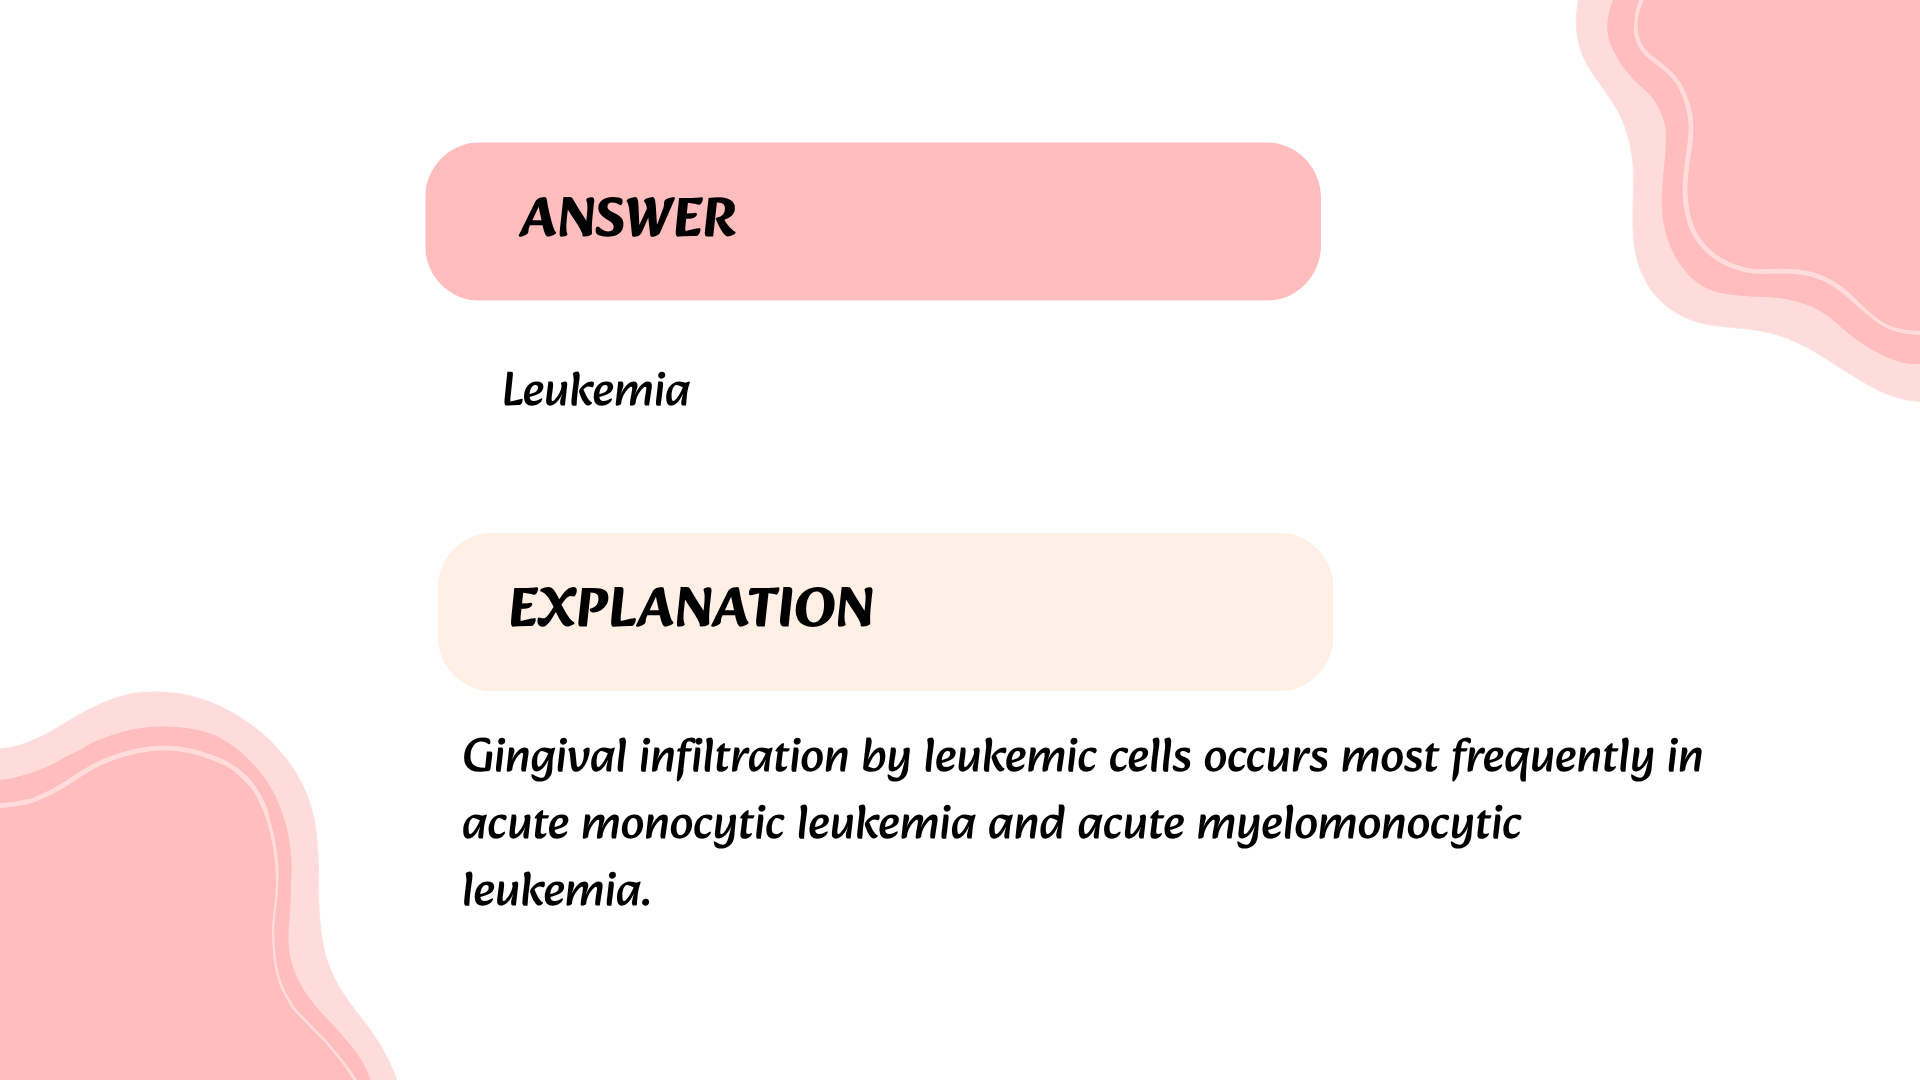 ANSWER
Leukemia
EXPLANATION
Gingival infiltration by leukemic cells occurs most frequently in
acute monocytic leukemia and acute myelomonocytic
leukemia.